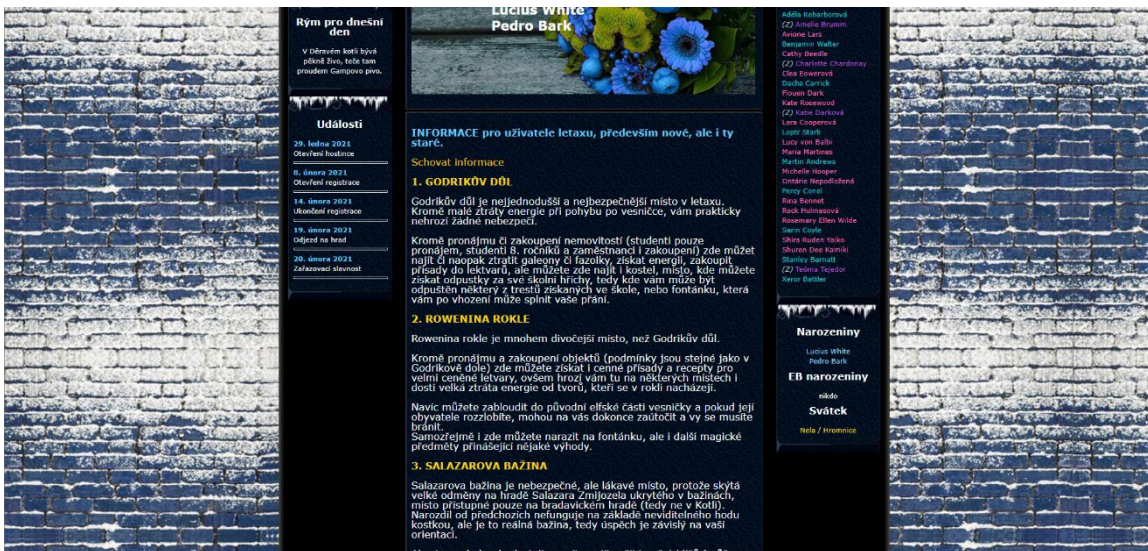 Rým pro dnešní
den
V Děravém kotli bývá
pěkně živo, teče tam
proudem Gampovo pivo.
Události
29. ledna 2021
Otevření hostince
8. února 2021
Otevření registrace
14. února 2021
Ukončení registrace
19. února 2021
Odjezd na hrad
20. února 2021
Zařazovací slavnost
Lucius White
Pedro Bark
INFORMACE pro uživatele letaxu, především nové, ale i ty
staré.
Schovat informace
1. GODRIKŮV DŮL
Godrikův důl je nejjednodušší a nejbezpečnější místo v letaxu.
Kromě malé ztráty energie při pohybu po vesničce, vám prakticky
nehrozí žádné nebezpečí.
Kromě pronájmu či zakoupení nemovitostí (studenti pouze
pronájem, studenti 8. ročníků a zaměstnanci i zakoupení) zde můžet
najít či naopak ztratit galeony či fazolky, získat energii, zakoupit
přísady do lektvarů, ale můžete zde najít i kostel, místo, kde můžete
získat odpustky za své školní hříchy, tedy kde vám může být
odpuštěn některý z trestů získaných ve škole, nebo fontánku, která
vám po vhození může splnit vaše přání.
2. ROWENINA ROKLE
Rowenina rokle je mnohem divočejší místo, než Godrikův důl.
Kromě pronájmu a zakoupení objektů (podmínky jsou stejné jako v
Godrikově dole) zde můžete získat i cenné přísady a recepty pro
velmi ceněné letvary, ovšem hrozí vám tu na některých místech i
dosti velká ztráta energie od tvorů, kteří se v rokli nacházejí.
Navíc můžete zabloudit do původní elfské části vesničky a pokud její
obyvatele rozzlobíte, mohou na vás dokonce zaútočit a vy se musíte
bránit.
Samozřejmě i zde můžete narazit na fontánku, ale i další magické
předměty přinášející nějaké výhody.
3. SALAZAROVA BAŽINA
Salazarova bažina je nebezpečné, ale lákavé místo, protože skýtá
velké odměny na hradě Salazara Zmijozela ukrytého v bažinách,
místo přístupné pouze na bradavickém hradě (tedy ne v Kotli).
Narozdíl od předchozích nefunguje na základě neviditelného hodu
kostkou, ale je to reálná bažina, tedy úspěch je závislý na vaší
orientaci.
Adéla Rebarborová
(Z) Amelie Brumm
Avione Lars
Benjamin Walter
Cathy Beedle
(Z) Charlotte Chardonay
Clea Eowerová
Dachs Carrick
Flouen Dark
Kate Rosewood
(Z) Katie Darková
Lara Cooperová
Loptr Stark
Lucy von Balbi
Maria Martines
Martin Andrews
Michelle Hooper
Ontárie Nepodložená
Percy Conel
Rina Bennet
Rock Holmesová
Rosemary Ellen Wilde
Sarin Coyle
Shira Ruden Yaiko
Shuren Dee Kamiki
Stanley Barnatt
(Z) Teóma Tejedor
Xeror Battler
Narozeniny
Lucius White
Pedro Bark
EB narozeniny
nikdo
Svátek
Nela / Hromnice